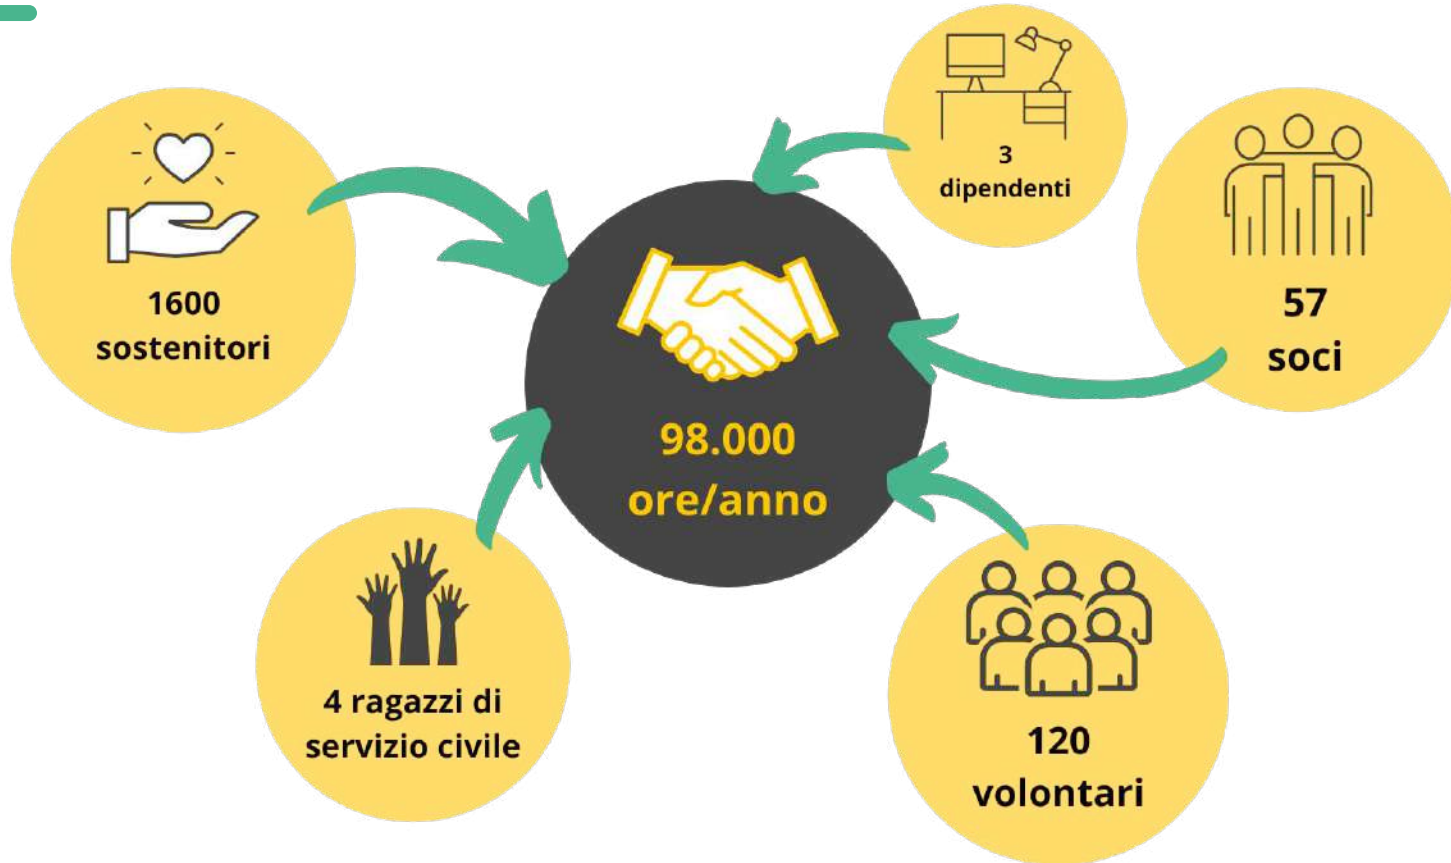 3
dipendenti
1600
sostenitori
57
soci
98.000
ore/anno
4 ragazzi di
servizio civile
120
volontari